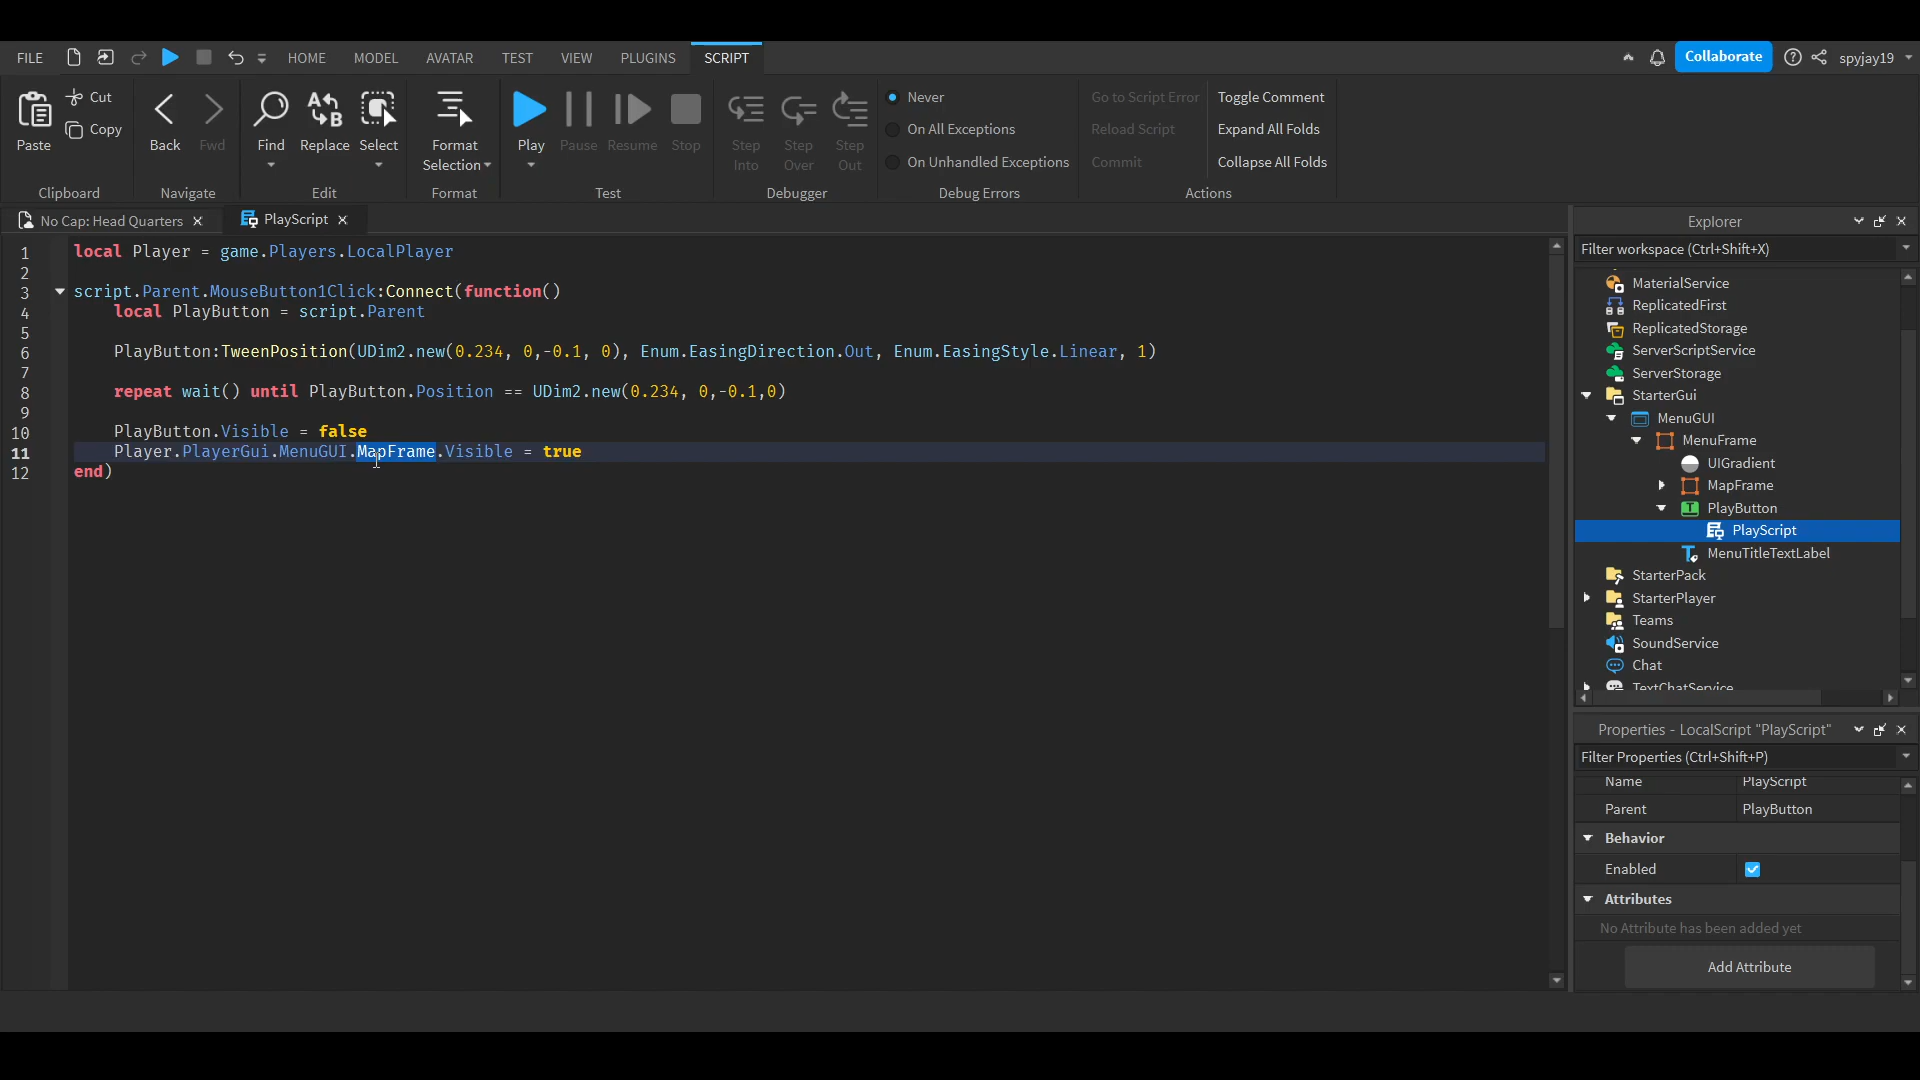 FILE HOME MODEL AVATAR TEST VIEW PLUGINS SCRIPT Collaborate spyjay19
Paste Cut Copy
Clipboard
Back Fwd
Navigate
Find Replace Select
Edit
Format Selection
Format
Play Pause Resume Stop
Test
Step Into Step Over Step Out
Debugger
Never
On All Exceptions
On Unhandled Exceptions
Debug Errors
Go to Script Error
Reload Script
Commit
Toggle Comment
Expand All Folds
Collapse All Folds
Actions
No Cap: Head Quarters PlayScript
1 local Player = game.Players.LocalPlayer
2
3 script.Parent.MouseButton1Click:Connect(function()
4 local PlayButton = script.Parent
5
6 PlayButton:TweenPosition(UDim2.new(0.234, 0,-0.1, 0), Enum.EasingDirection.Out, Enum.EasingStyle.Linear, 1)
7
8 repeat wait() until PlayButton.Position == UDim2.new(0.234, 0,-0.1,0)
9
10 PlayButton.Visible = false
11 Player.PlayerGui.MenuGUI.MapFrame.Visible = true
12 end)
Explorer
Filter workspace (Ctrl+Shift+X)
MaterialService
ReplicatedFirst
ReplicatedStorage
ServerScriptService
ServerStorage
StarterGui
MenuGUI
MenuFrame
UIGradient
MapFrame
PlayButton
PlayScript
MenuTitleTextLabel
StarterPack
StarterPlayer
Teams
SoundService
Chat
TextChatService
Properties - LocalScript "PlayScript"
Filter Properties (Ctrl+Shift+P)
Name PlayScript
Parent PlayButton
Behavior
Enabled
Attributes
No Attribute has been added yet
Add Attribute